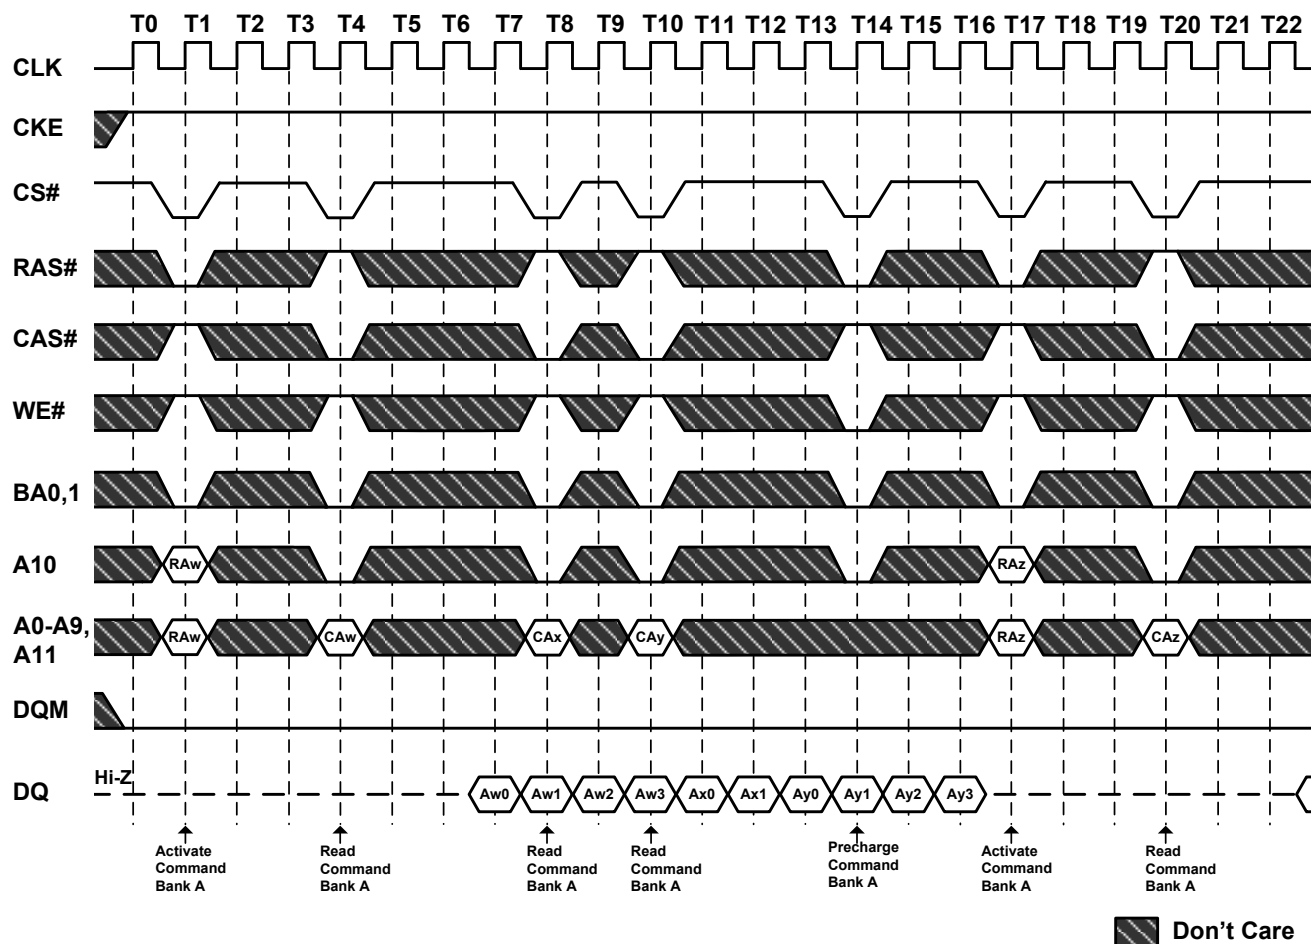 T0 T1 T2 T3 T4 T5 T6 T7 T8 T9 T10 T11 T12 T13 T14 T15 T16 T17 T18 T19 T20 T21 T22
CLK
CKE
CS#
RAS#
CAS#
WE#
BA0,1
A10 RAw RAz
A0-A9,
A11
RAw CAw CAx CAy RAz CAz
DQM
Hi-Z
DQ Aw0 Aw1 Aw2 Aw3 Ax0 Ax1 Ay0 Ay1 Ay2 Ay3
Activate
Command
Bank A
Read
Command
Bank A
Read
Command
Bank A
Read
Command
Bank A
Precharge
Command
Bank A
Activate
Command
Bank A
Read
Command
Bank A
Don't Care